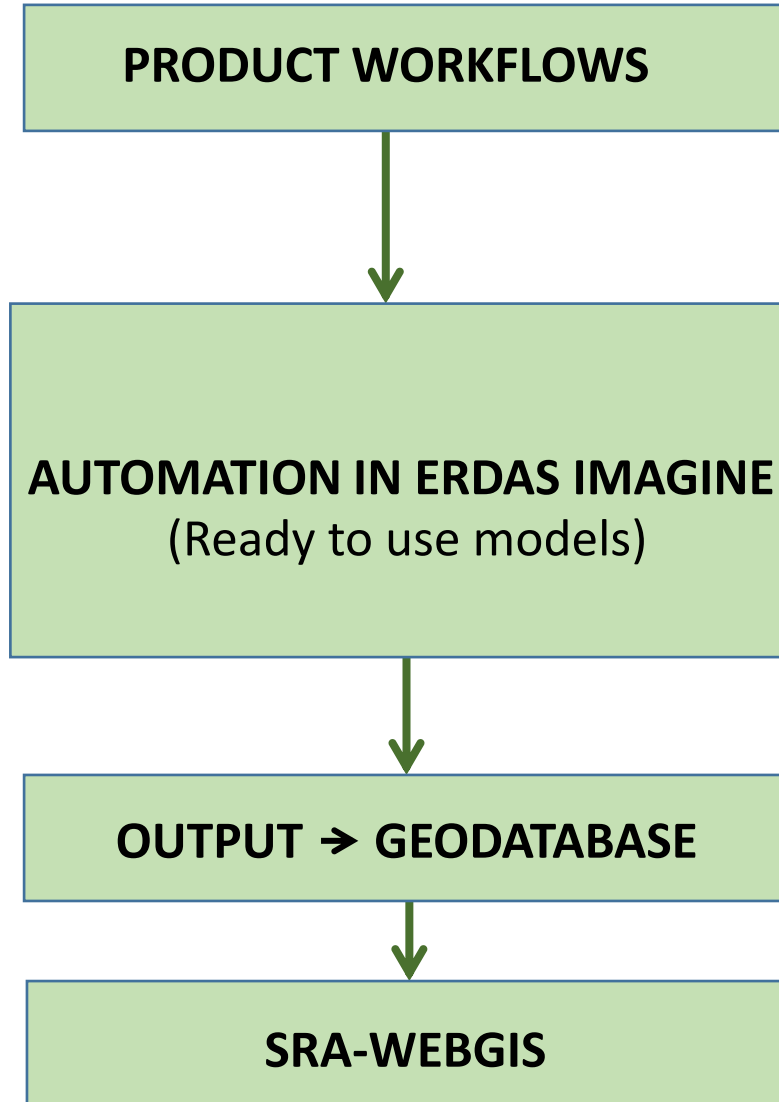 PRODUCT WORKFLOWS
AUTOMATION IN ERDAS IMAGINE
(Ready to use models)
OUTPUT → GEODATABASE
SRA-WEBGIS